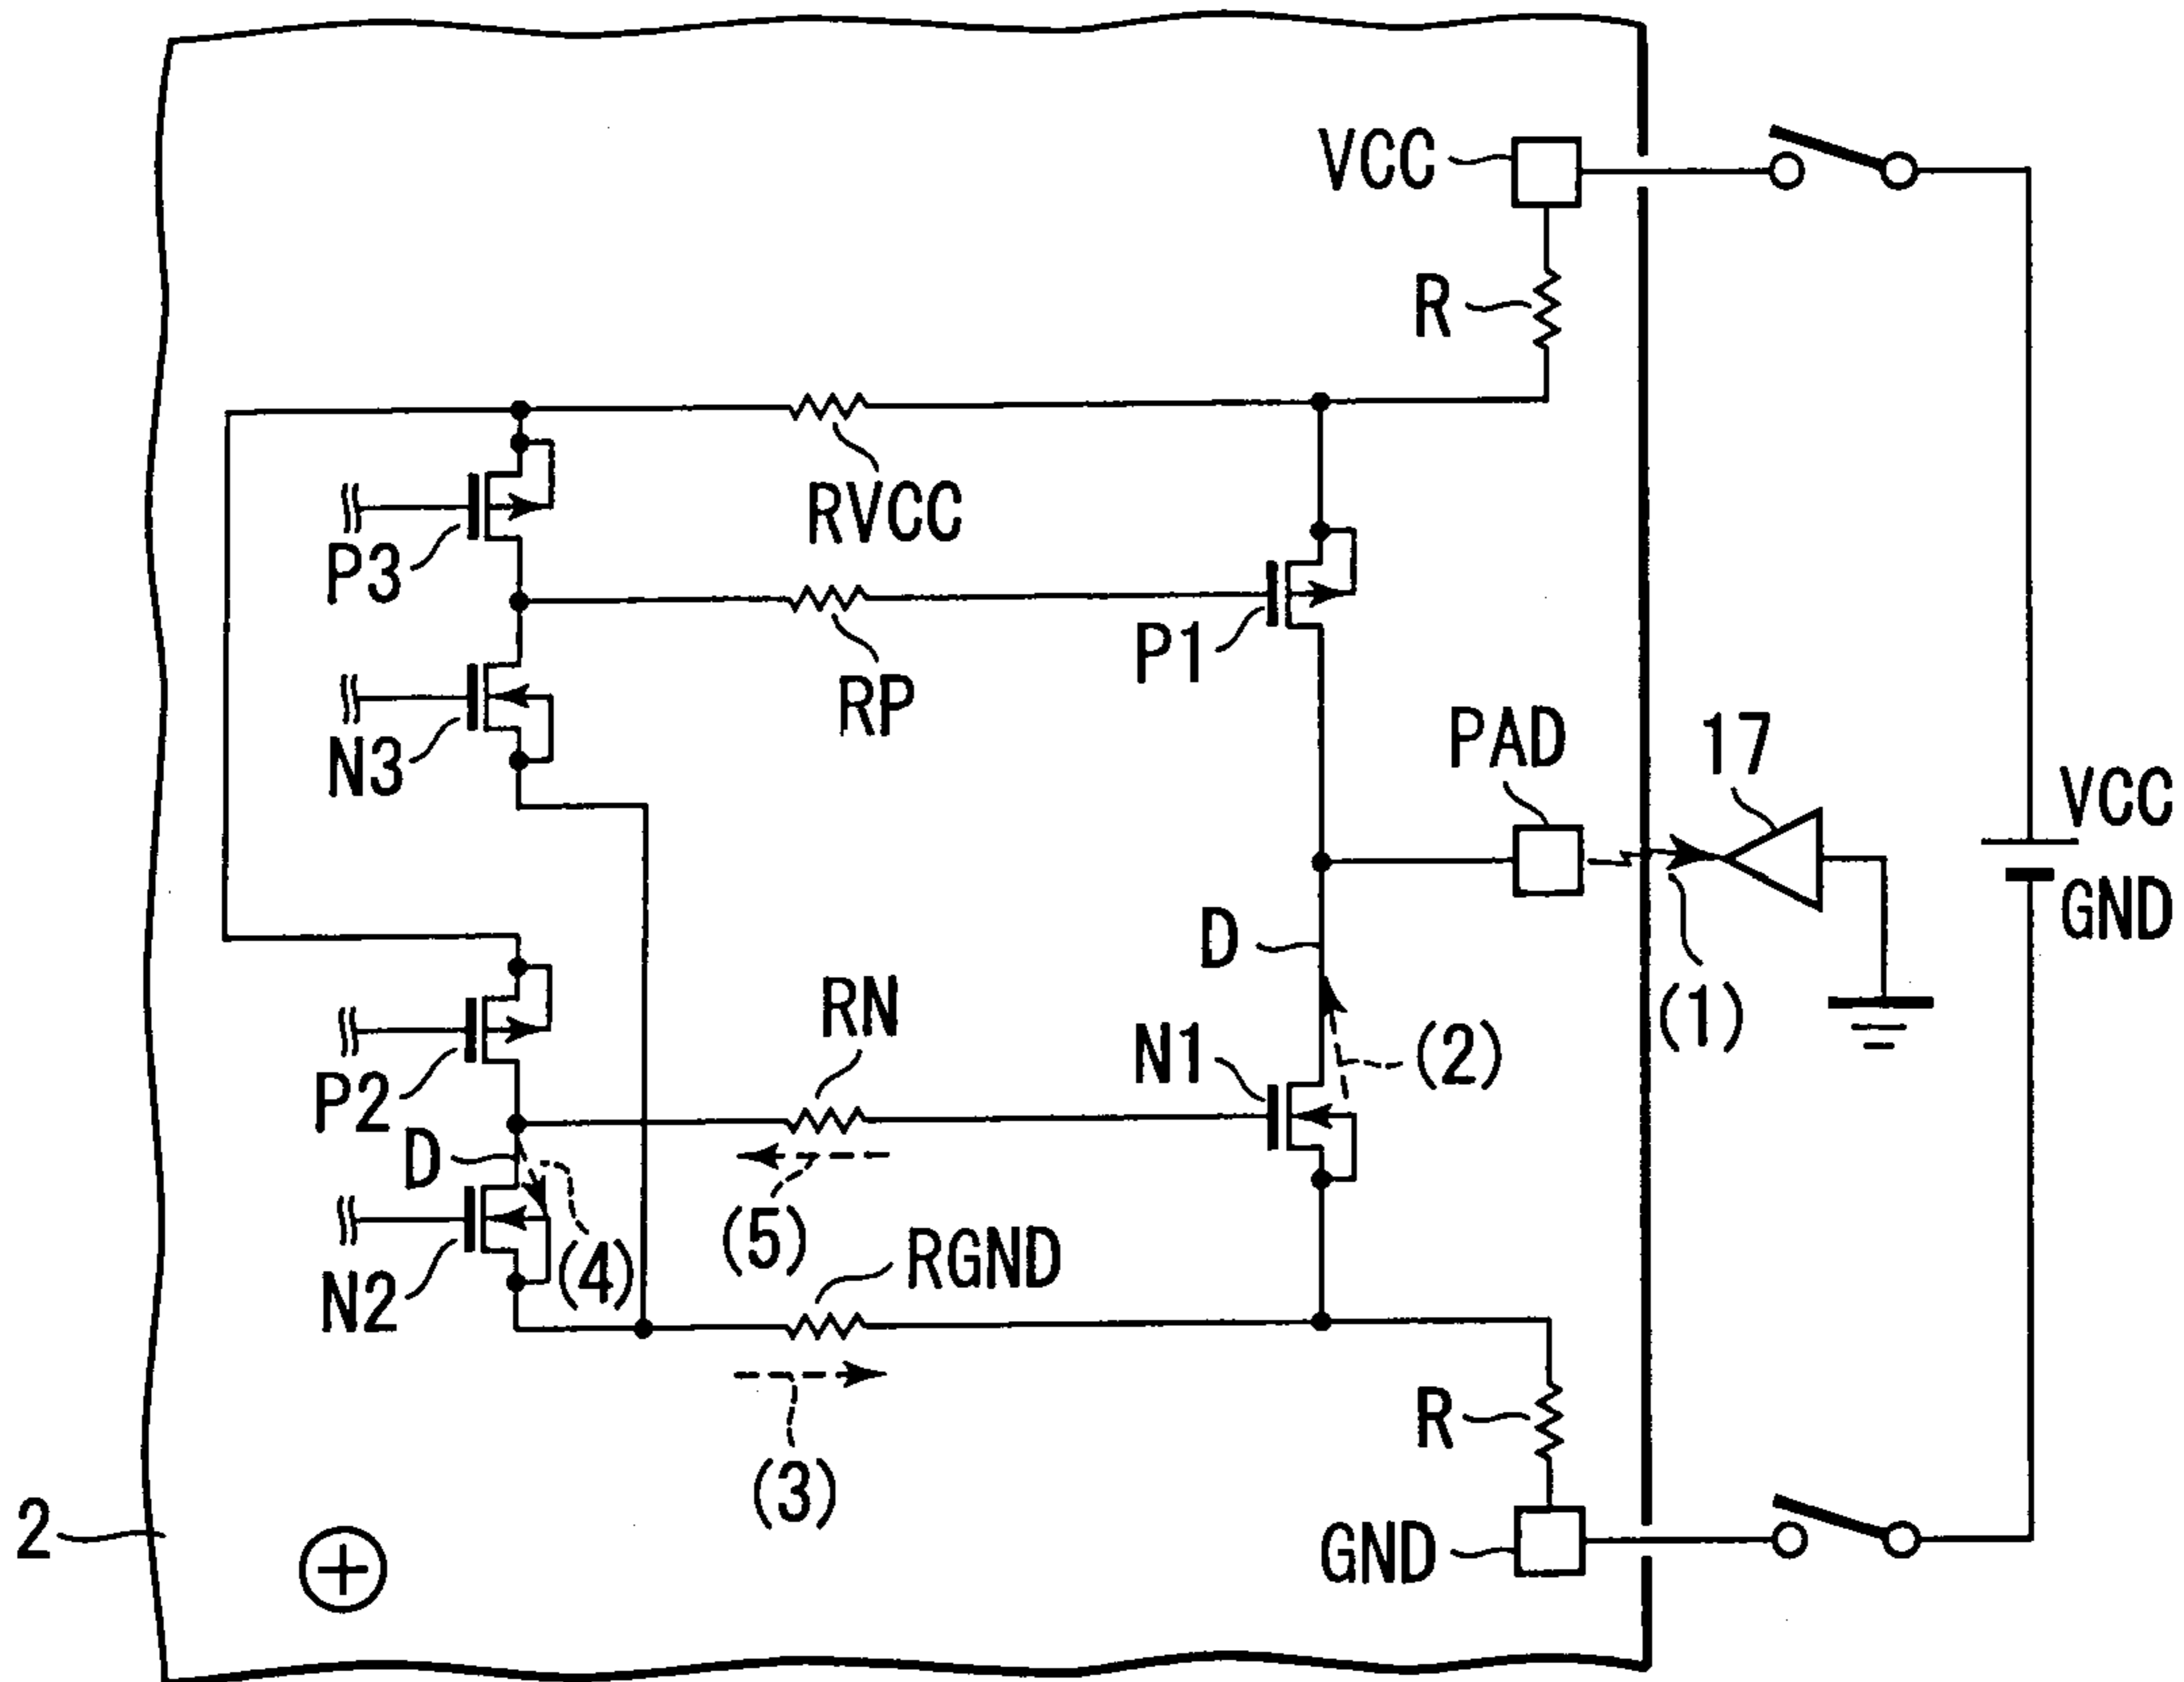 VCC
R
RVCC
P3
P1
RP
N3
PAD
17
VCC
GND
D
(1)
RN
N1
(2)
P2
D
(5)
(4)
RGND
N2
R
(3)
2
GND